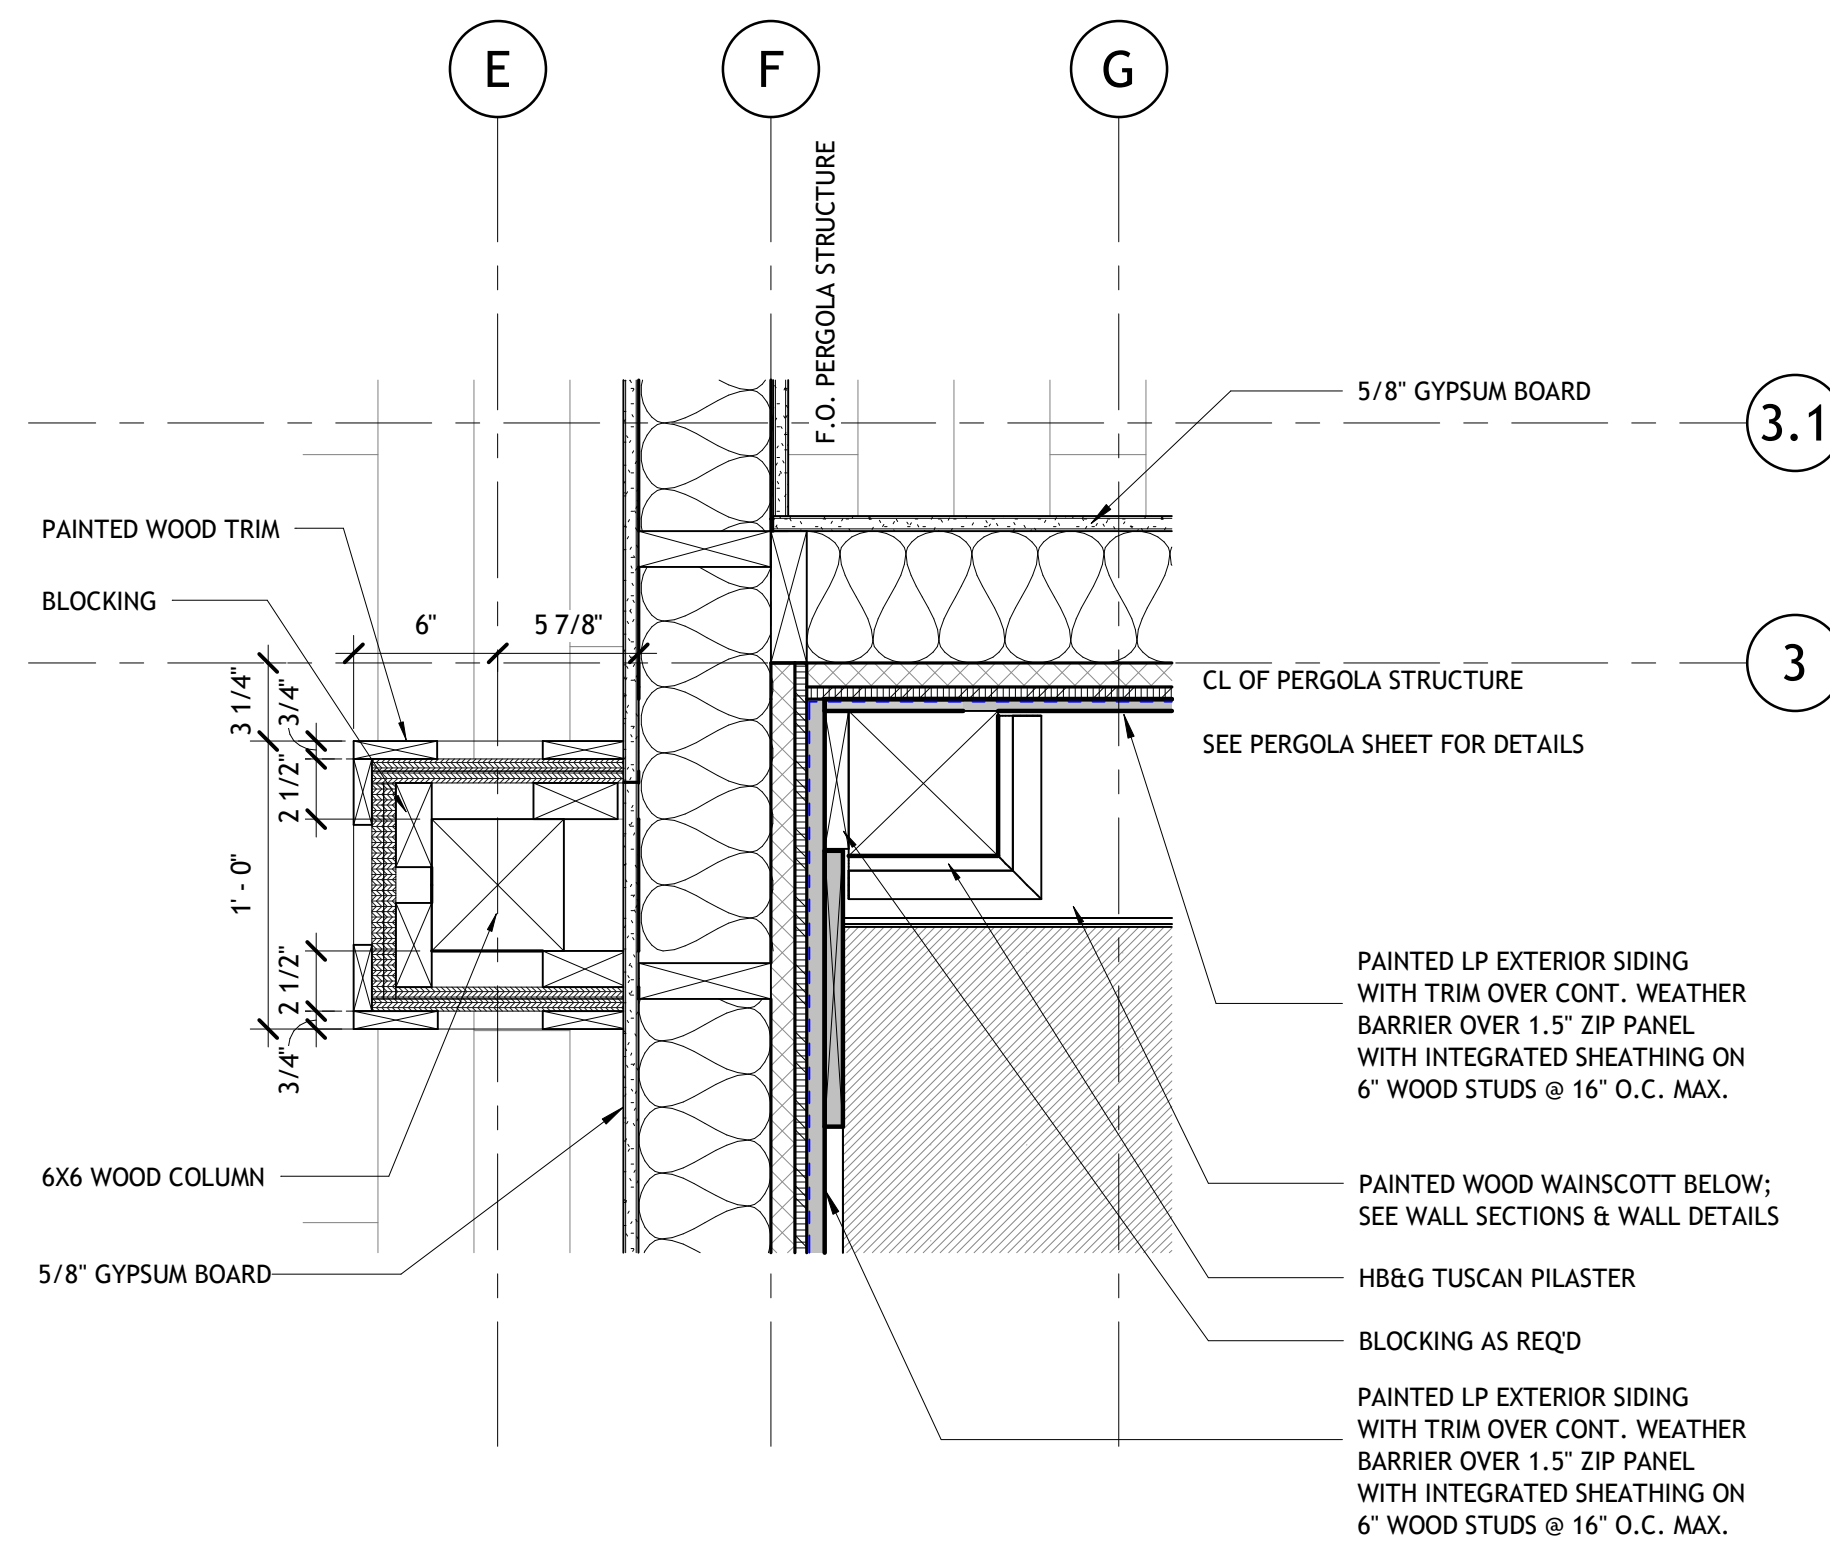 E
F
G
F.O. PERGOLA STRUCTURE
5/8" GYPSUM BOARD
3.1
PAINTED WOOD TRIM
BLOCKING
6"
5 7/8"
3
3 1/4"
3/4"
2 1/2"
1' - 0"
2 1/2"
3/4"
CL OF PERGOLA STRUCTURE
SEE PERGOLA SHEET FOR DETAILS
6X6 WOOD COLUMN
5/8" GYPSUM BOARD
PAINTED LP EXTERIOR SIDING
WITH TRIM OVER CONT. WEATHER
BARRIER OVER 1.5" ZIP PANEL
WITH INTEGRATED SHEATHING ON
6" WOOD STUDS @ 16" O.C. MAX.
PAINTED WOOD WAINSCOTT BELOW;
SEE WALL SECTIONS & WALL DETAILS
HB&G TUSCAN PILASTER
BLOCKING AS REQ'D
PAINTED LP EXTERIOR SIDING
WITH TRIM OVER CONT. WEATHER
BARRIER OVER 1.5" ZIP PANEL
WITH INTEGRATED SHEATHING ON
6" WOOD STUDS @ 16" O.C. MAX.